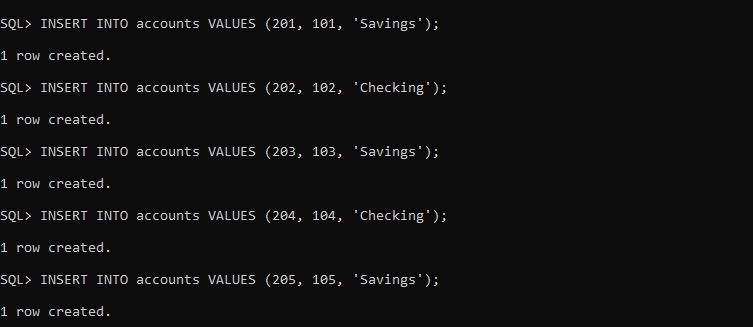 SQL> INSERT INTO accounts VALUES (201, 101, 'Savings');
1 row created.
SQL> INSERT INTO accounts VALUES (202, 102, 'Checking');
1 row created.
SQL> INSERT INTO accounts VALUES (203, 103, 'Savings');
1 row created.
SQL> INSERT INTO accounts VALUES (204, 104, 'Checking');
1 row created.
SQL> INSERT INTO accounts VALUES (205, 105, 'Savings');
1 row created.